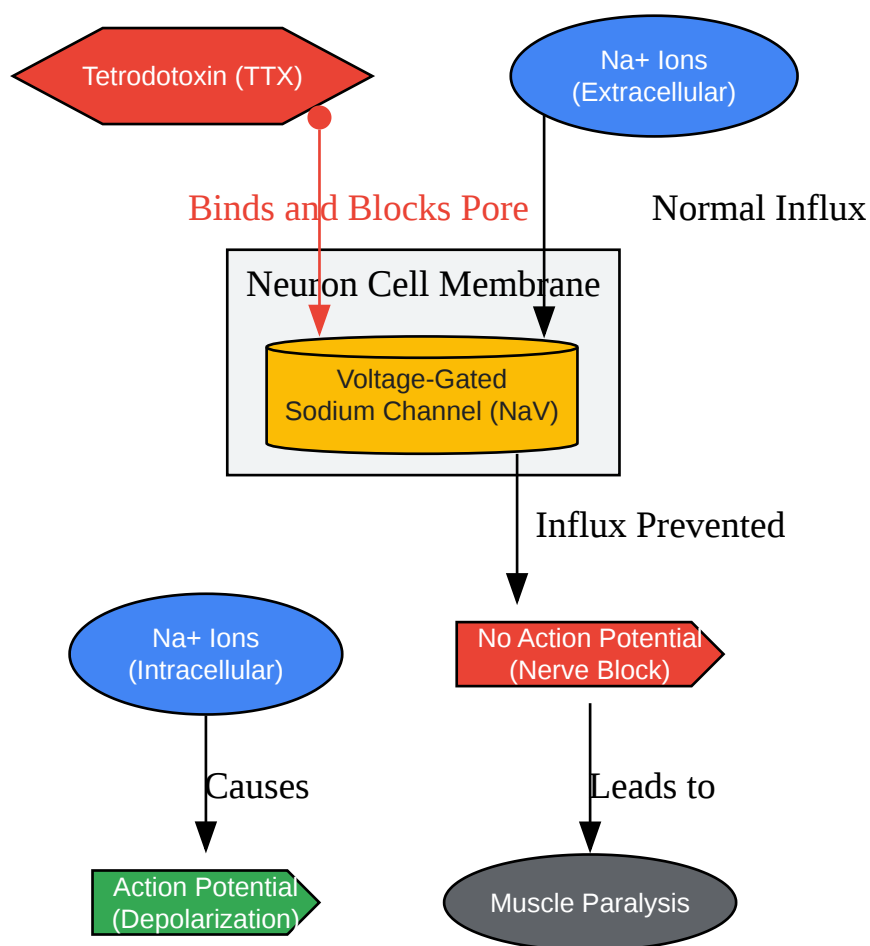 Tetrodotoxin (TTX)
Na+ Ions
(Extracellular)
Binds and Blocks Pore
Normal Influx
Neuron Cell Membrane
Voltage-Gated
Sodium Channel (NaV)
Influx Prevented
Na+ Ions
(Intracellular)
No Action Potential
(Nerve Block)
Causes
Leads to
Action Potential
(Depolarization)
Muscle Paralysis